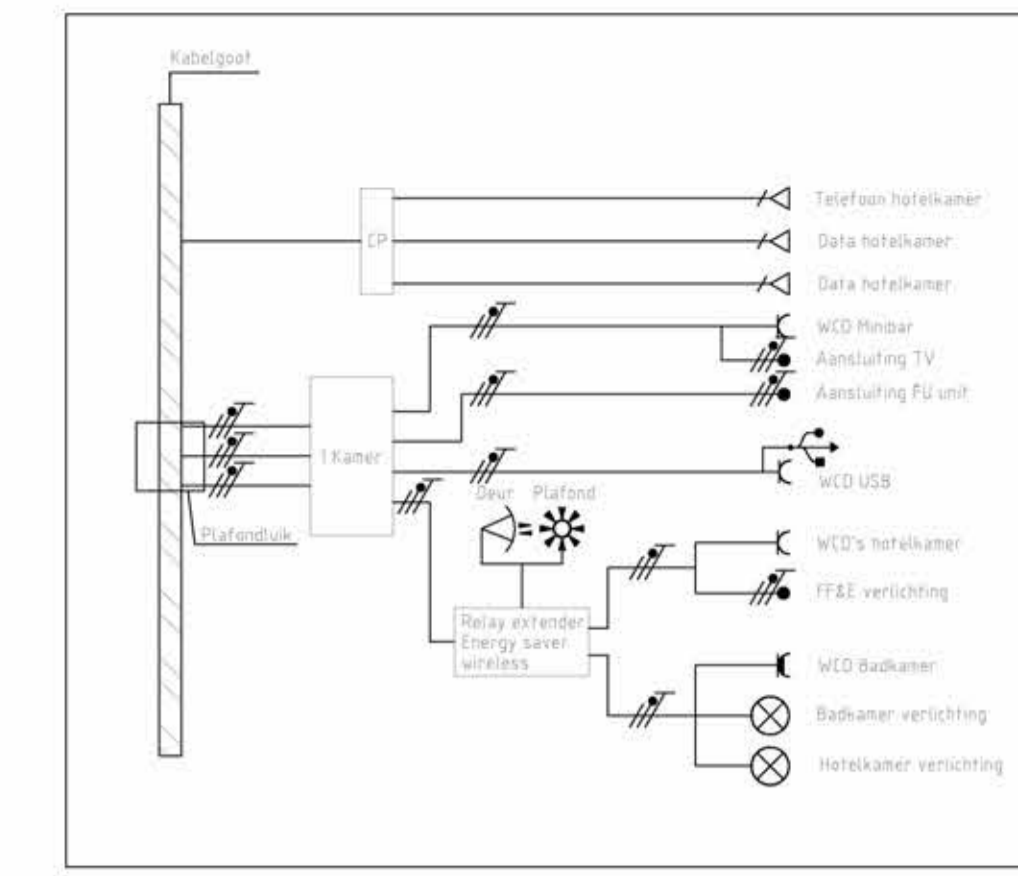 Kabelgoot
CP
Telefoon hotelkamer
Data hotelkamer
Data hotelkamer
WCD Minibar
Aansluiting TV
Aansluiting FU unit
1 Kamer
WCD USB
Plafondluik
Deur Plafond
Relay extender
Energy saver
wireless
WCD's hotelkamer
FF&E verlichting
WCD Badkamer
Badkamer verlichting
Hotelkamer verlichting